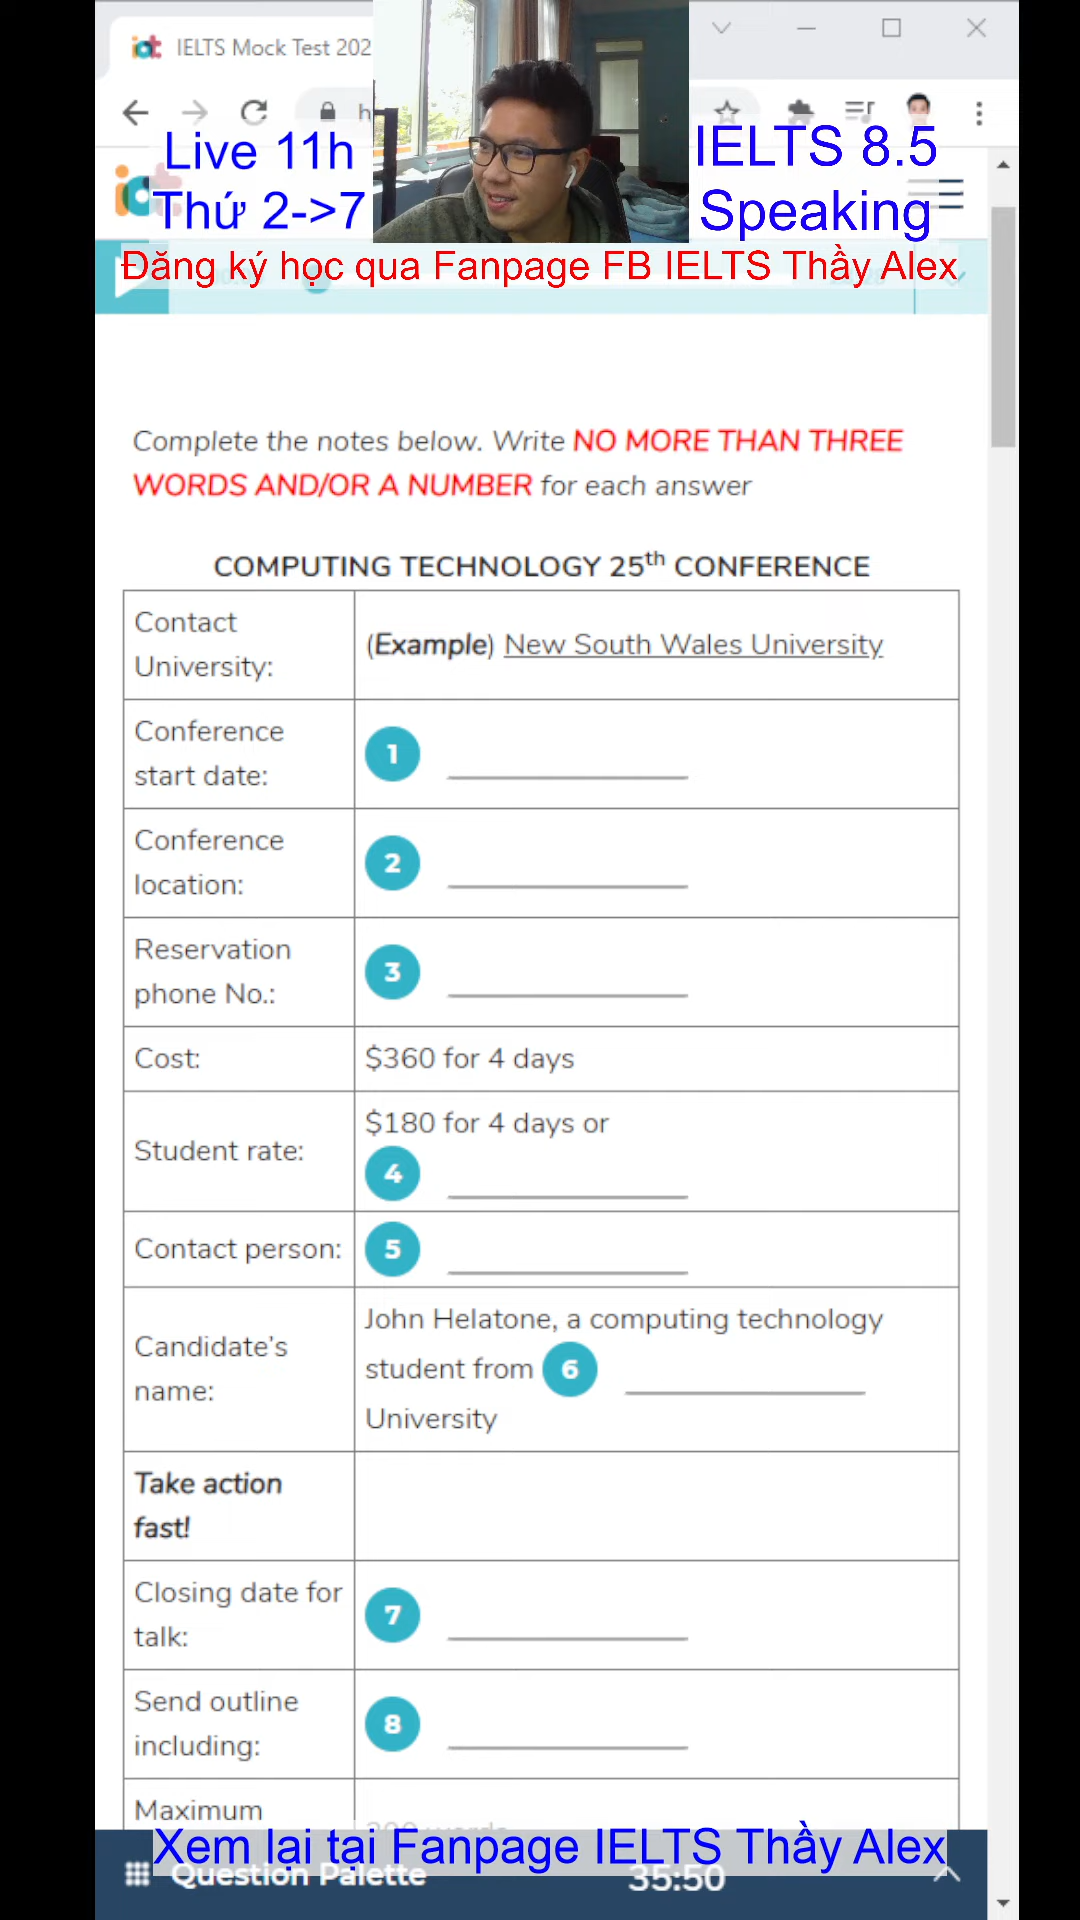 IELTS Mock Test 202
Live 11h
Thứ 2->7
IELTS 8.5
Speaking
Đăng ký học qua Fanpage FB IELTS Thầy Alex
Complete the notes below. Write NO MORE THAN THREE
WORDS AND/OR A NUMBER for each answer
COMPUTING TECHNOLOGY 25th CONFERENCE
Contact
University:
(Example) New South Wales University
Conference
start date:
1
Conference
location:
2
Reservation
phone No.:
3
Cost:
$360 for 4 days
Student rate:
$180 for 4 days or
4
Contact person:
5
Candidate's
name:
John Helatone, a computing technology
student from 6
University
Take action
fast!
Closing date for
talk:
7
Send outline
including:
8
Maximum
Xem lại tại Fanpage IELTS Thầy Alex
Question Palette
35:50